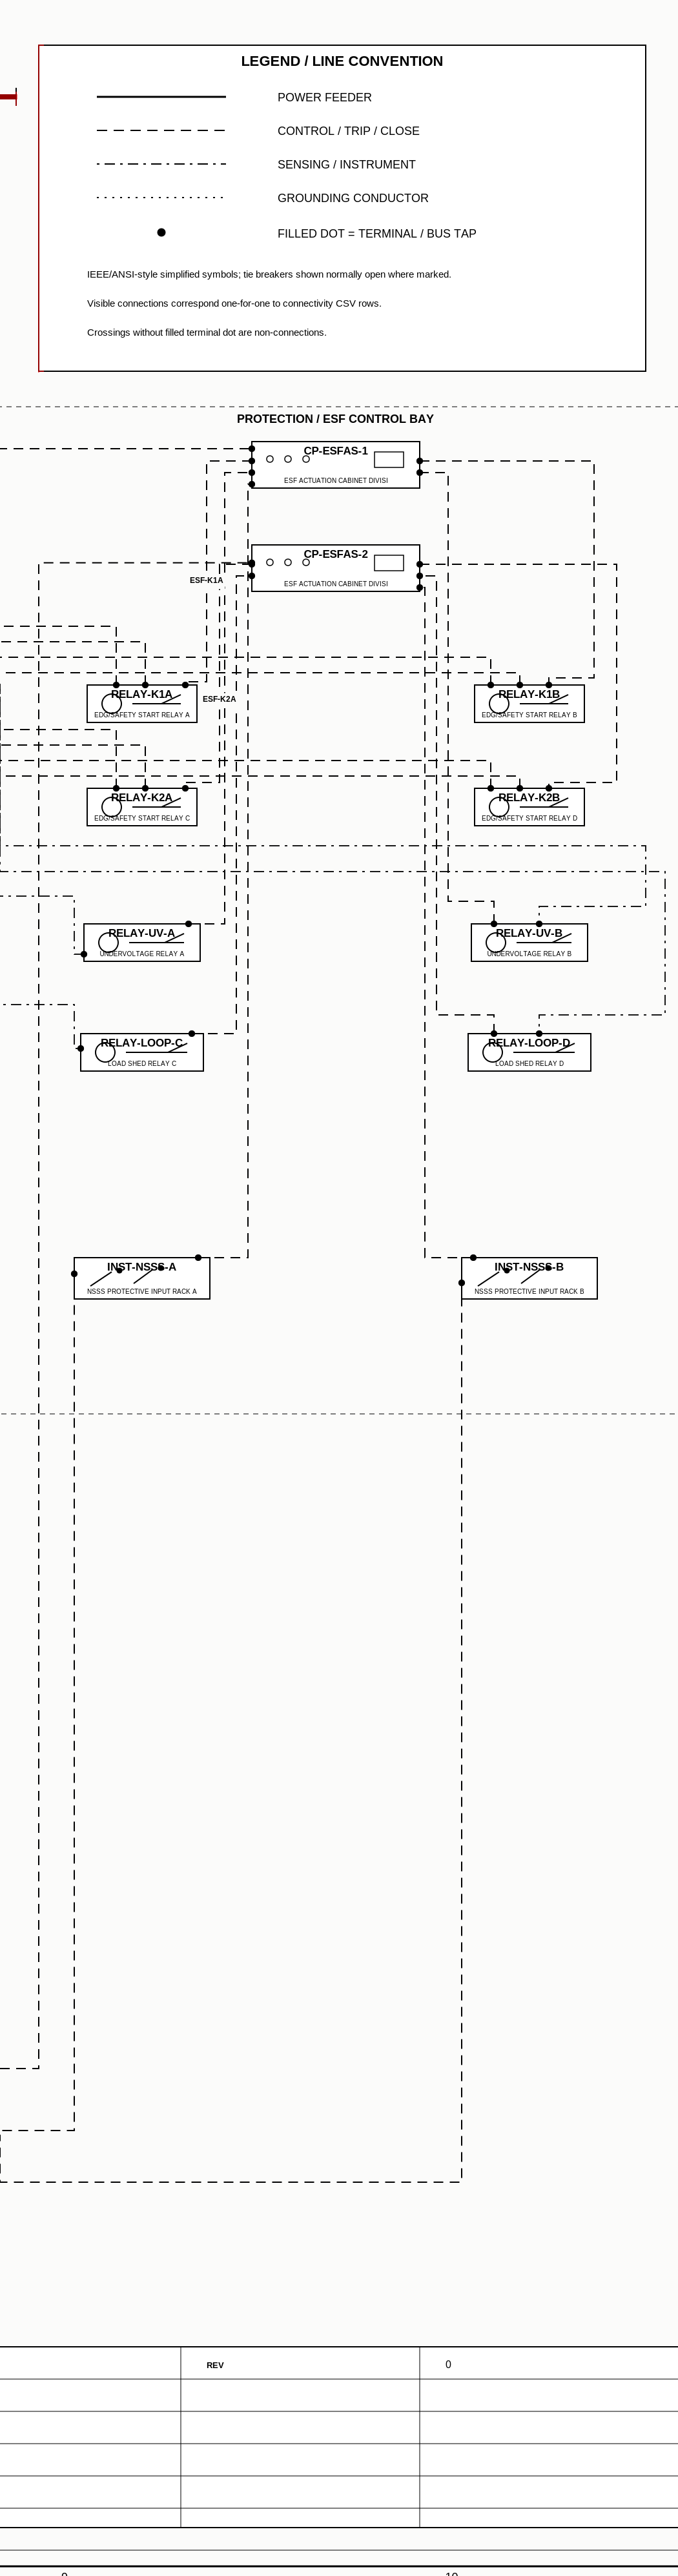 LEGEND / LINE CONVENTION
POWER FEEDER
CONTROL / TRIP / CLOSE
SENSING / INSTRUMENT
GROUNDING CONDUCTOR
FILLED DOT = TERMINAL / BUS TAP
IEEE/ANSI-style simplified symbols; tie breakers shown normally open where marked.
Visible connections correspond one-for-one to connectivity CSV rows.
Crossings without filled terminal dot are non-connections.
PROTECTION / ESF CONTROL BAY
CP-ESFAS-1
ESF ACTUATION CABINET DIVISI
CP-ESFAS-2
ESF ACTUATION CABINET DIVISI
ESF-K1A
RELAY-K1A
EDG/SAFETY START RELAY A
ESF-K2A
RELAY-K1B
EDG/SAFETY START RELAY B
RELAY-K2A
EDG/SAFETY START RELAY C
RELAY-K2B
EDG/SAFETY START RELAY D
RELAY-UV-A
UNDERVOLTAGE RELAY A
RELAY-UV-B
UNDERVOLTAGE RELAY B
RELAY-LOOP-C
LOAD SHED RELAY C
RELAY-LOOP-D
LOAD SHED RELAY D
INST-NSSS-A
NSSS PROTECTIVE INPUT RACK A
INST-NSSS-B
NSSS PROTECTIVE INPUT RACK B
REV 0